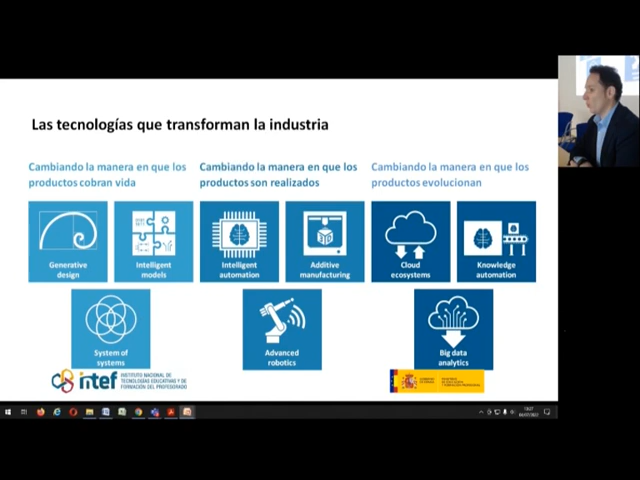 Las tecnologías que transforman la industria
Cambiando la manera en que los
productos cobran vida
Cambiando la manera en que los
productos son realizados
Cambiando la manera en que los
productos evolucionan
Generative
design
Intelligent
models
Intelligent
automation
Additive
manufacturing
Cloud
ecosystems
Knowledge
automation
System of
systems
Advanced
robotics
Big data
analytics
intef
INSTITUTO NACIONAL DE
TECNOLOGÍAS EDUCATIVAS Y DE
FORMACIÓN DEL PROFESORADO